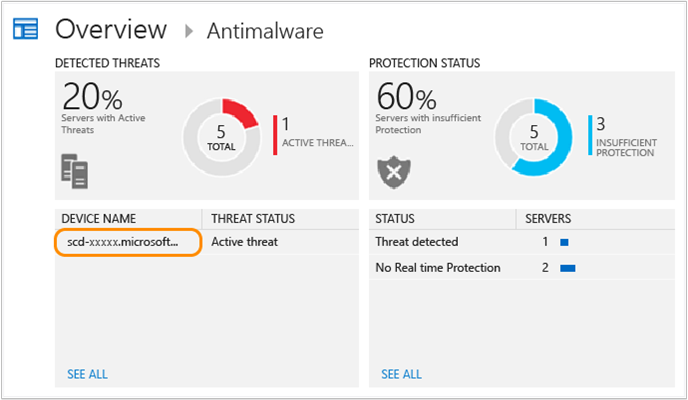 Overview Antimalware
DETECTED THREATS
20%
Servers with Active
Threats
5
TOTAL
1
ACTIVE THREA...
PROTECTION STATUS
60%
Servers with insufficient
Protection
5
TOTAL
3
INSUFFICIENT
PROTECTION
DEVICE NAME THREAT STATUS
scd-xxxxx.microsoft... Active threat
SEE ALL
STATUS SERVERS
Threat detected 1
No Real time Protection 2
SEE ALL